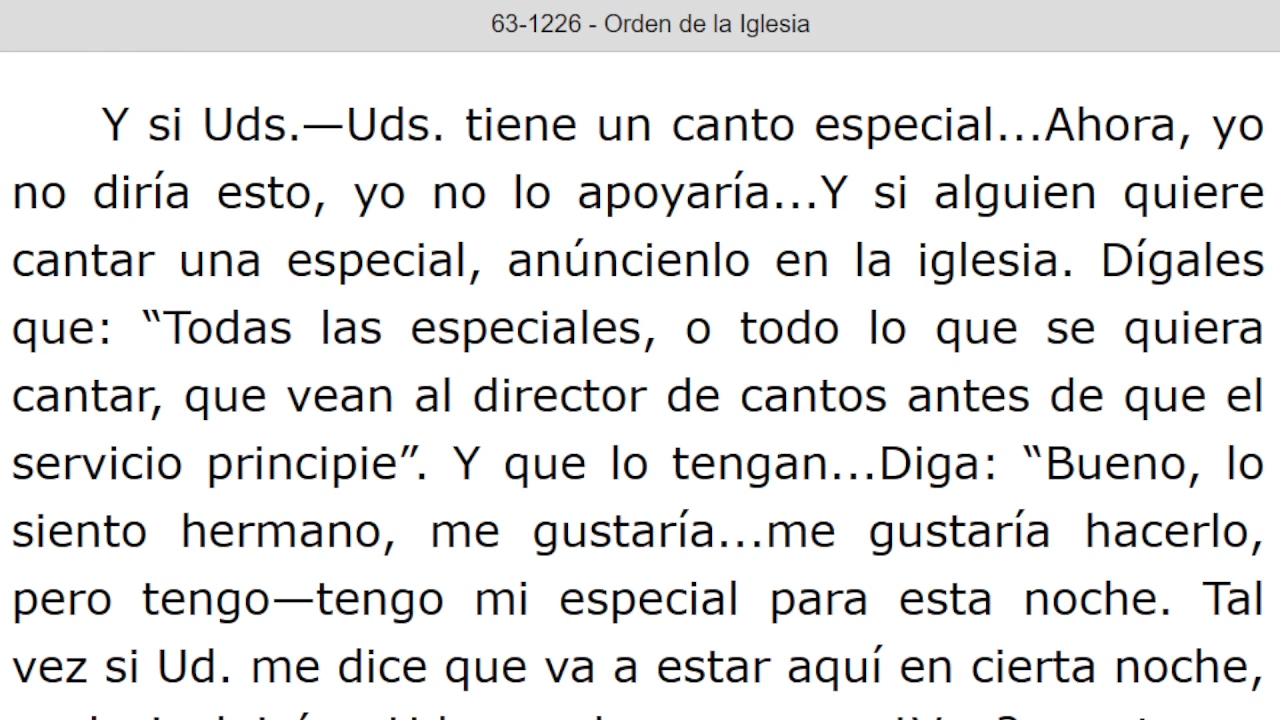 63-1226 - Orden de la Iglesia
Y si Uds.—Uds. tiene un canto especial...Ahora, yo
no diría esto, yo no lo apoyaría...Y si alguien quiere
cantar una especial, anúncienlo en la iglesia. Dígales
que: “Todas las especiales, o todo lo que se quiera
cantar, que vean al director de cantos antes de que el
servicio principie”. Y que lo tengan...Diga: “Bueno, lo
siento hermano, me gustaría...me gustaría hacerlo,
pero tengo—tengo mi especial para esta noche. Tal
vez si Ud. me dice que va a estar aquí en cierta noche,